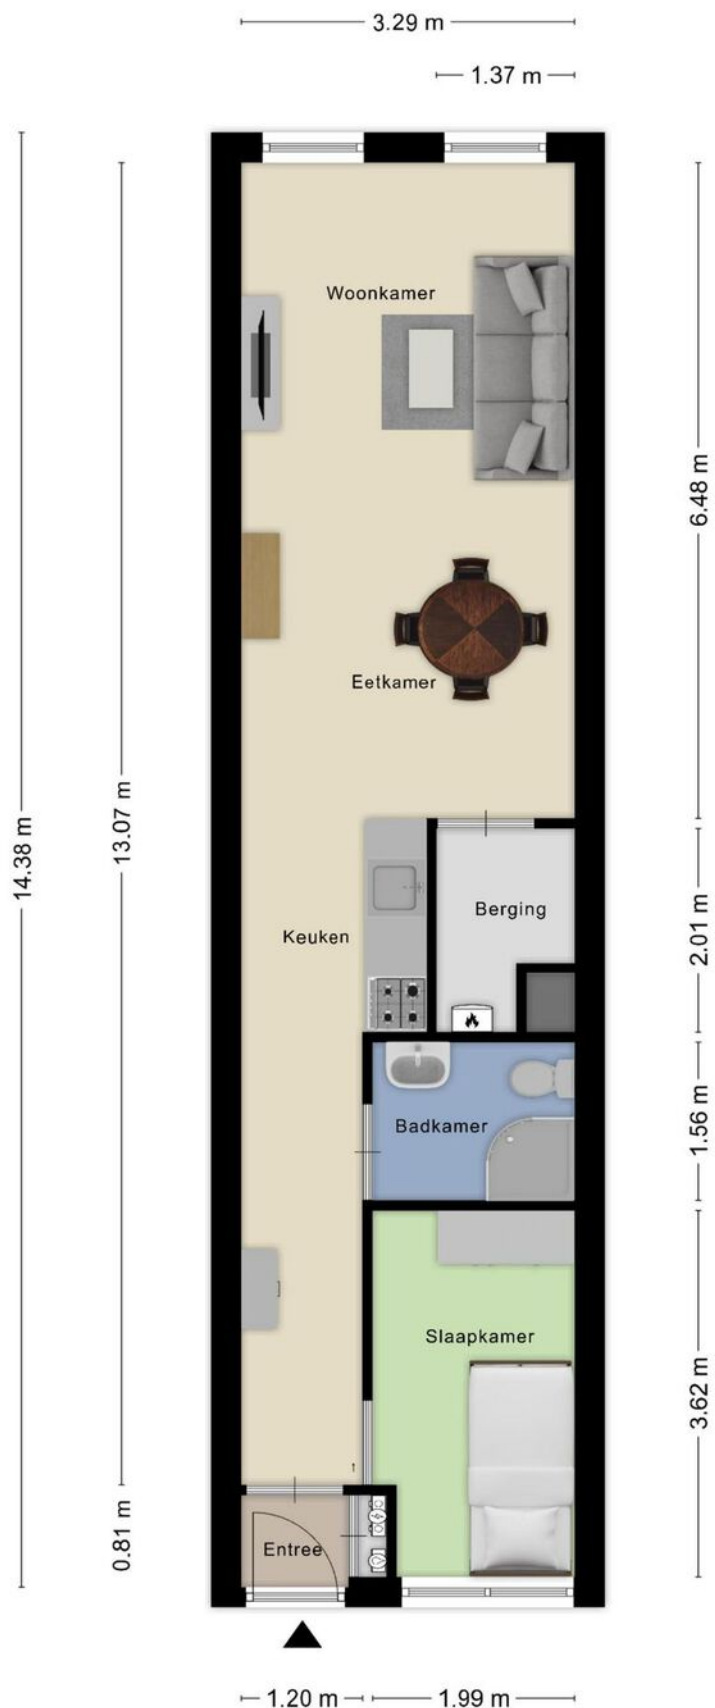 3.29 m
1.37 m
Woonkamer
6.48 m
Eetkamer
14.38 m
13.07 m
Berging
2.01 m
Keuken
Badkamer
1.56 m
Slaapkamer
3.62 m
0.81 m
Entree
1.20 m
1.99 m